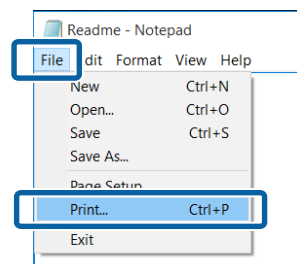 Readme - Notepad
File dit Format View Help
New Ctrl+N
Open... Ctrl+O
Save Ctrl+S
Save As...
Page Setup
Print... Ctrl+P
Exit